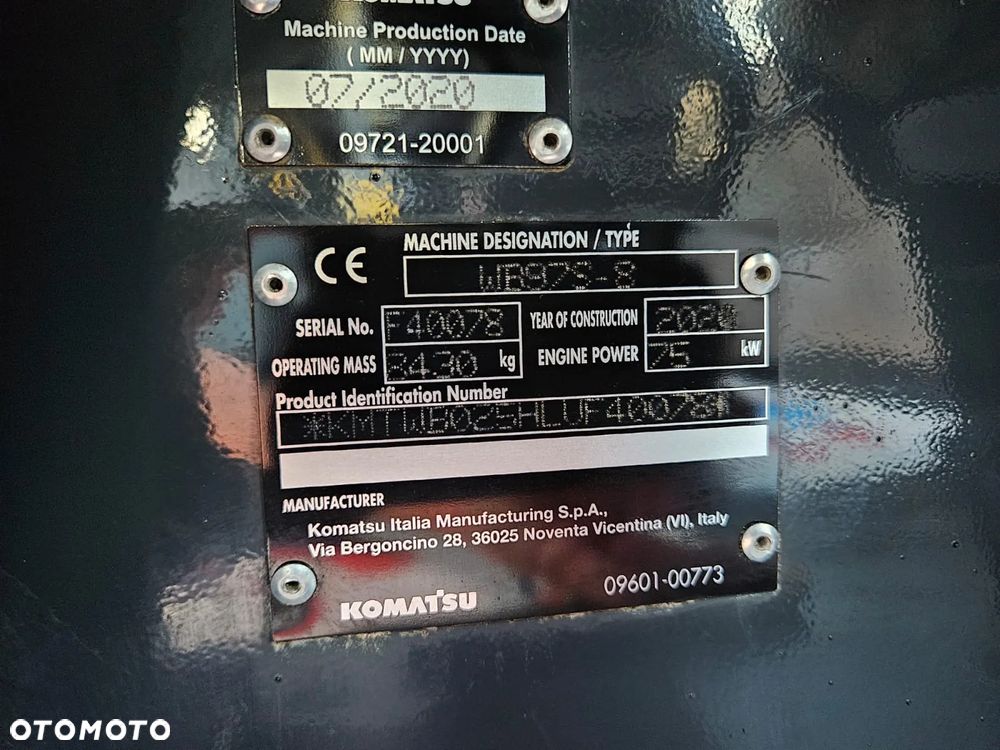 KOMATSU
Machine Production Date
( MM / YYYY)
07/2020
09721-20001
CE
MACHINE DESIGNATION / TYPE
WB97S-8
SERIAL No. F40078
YEAR OF CONSTRUCTION 2020
OPERATING MASS 8430 kg
ENGINE POWER 75 kW
Product Identification Number
*KMTWB025HLUF40078*
MANUFACTURER
Komatsu Italia Manufacturing S.p.A.,
Via Bergoncino 28, 36025 Noventa Vicentina (VI), Italy
KOMATSU
09601-00773
OTOMOTO